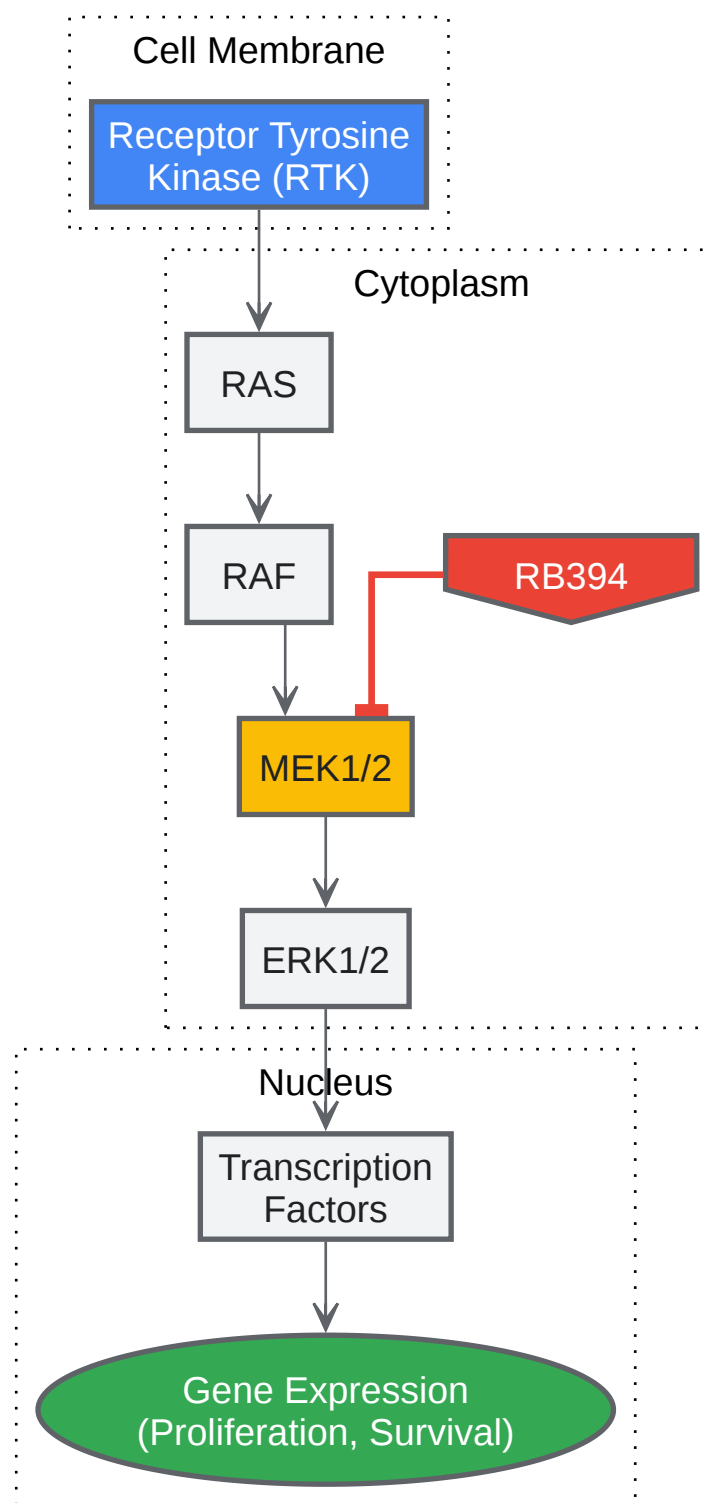 Cell Membrane
Receptor Tyrosine
Kinase (RTK)
Cytoplasm
RAS
RAF
RB394
MEK1/2
ERK1/2
Nucleus
Transcription
Factors
Gene Expression
(Proliferation, Survival)